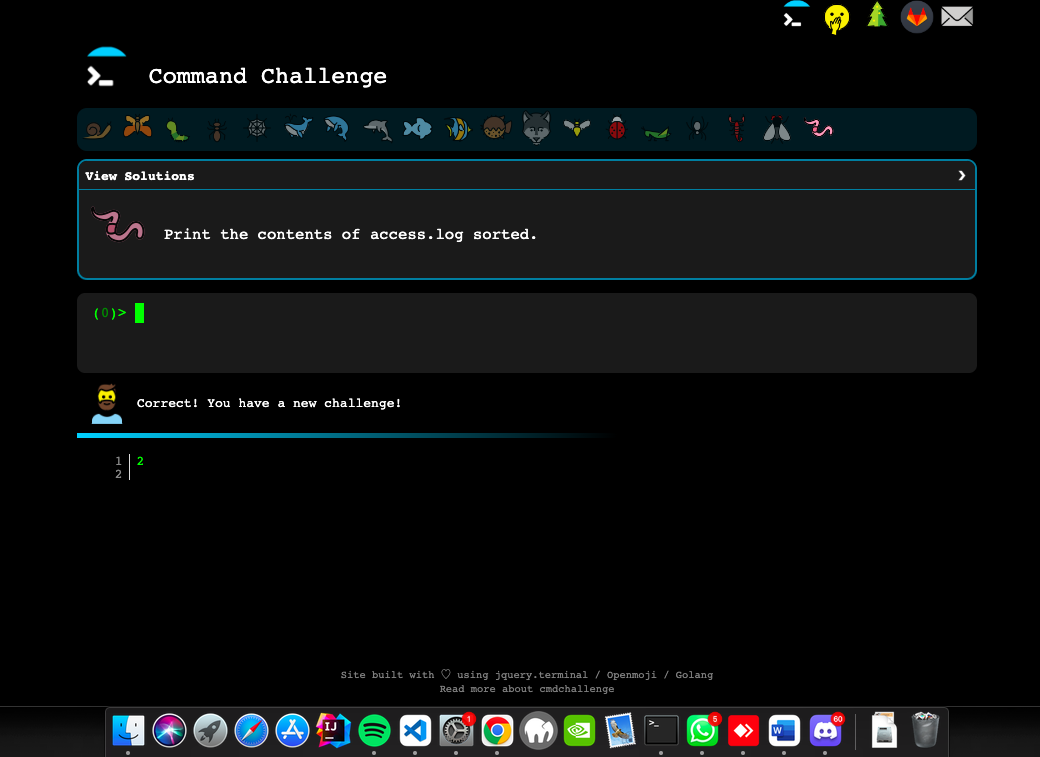 Command Challenge
View Solutions
Print the contents of access.log sorted.
(0)>
Correct! You have a new challenge!
1 2
2
Site built with ♡ using jquery.terminal / Openmoji / Golang
Read more about cmdchallenge
IJ 1 >_ 5 W 60